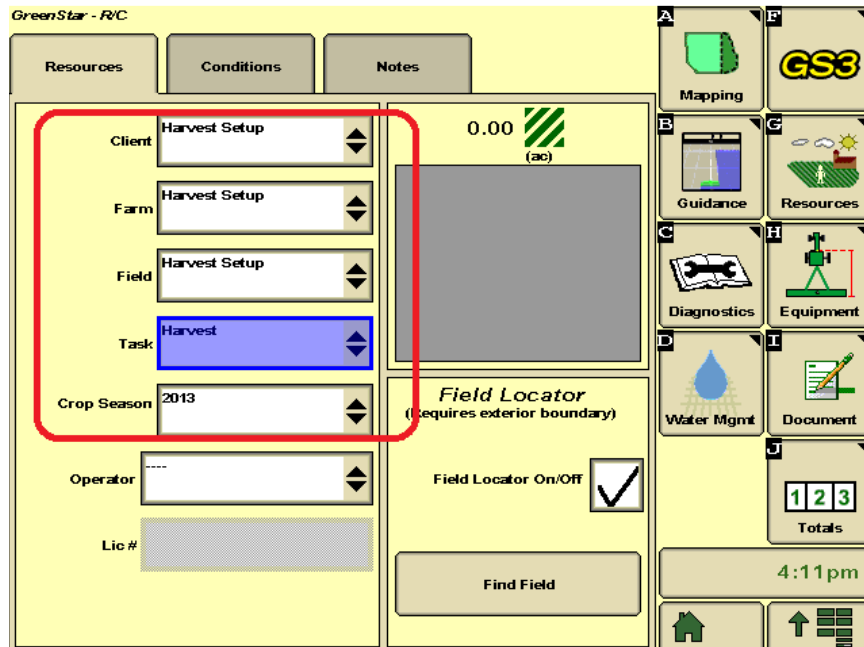 GreenStar - R/C
Resources
Conditions
Notes
Client
Harvest Setup
Farm
Harvest Setup
Field
Harvest Setup
Task
Harvest
Crop Season
2013
Operator
----
Lic #
0.00
(ac)
Field Locator
(Requires exterior boundary)
Field Locator On/Off
Find Field
A
Mapping
F
GS3
B
Guidance
G
Resources
C
Diagnostics
H
Equipment
D
Water Mgmt
I
Document
J
1 2 3
Totals
4:11pm